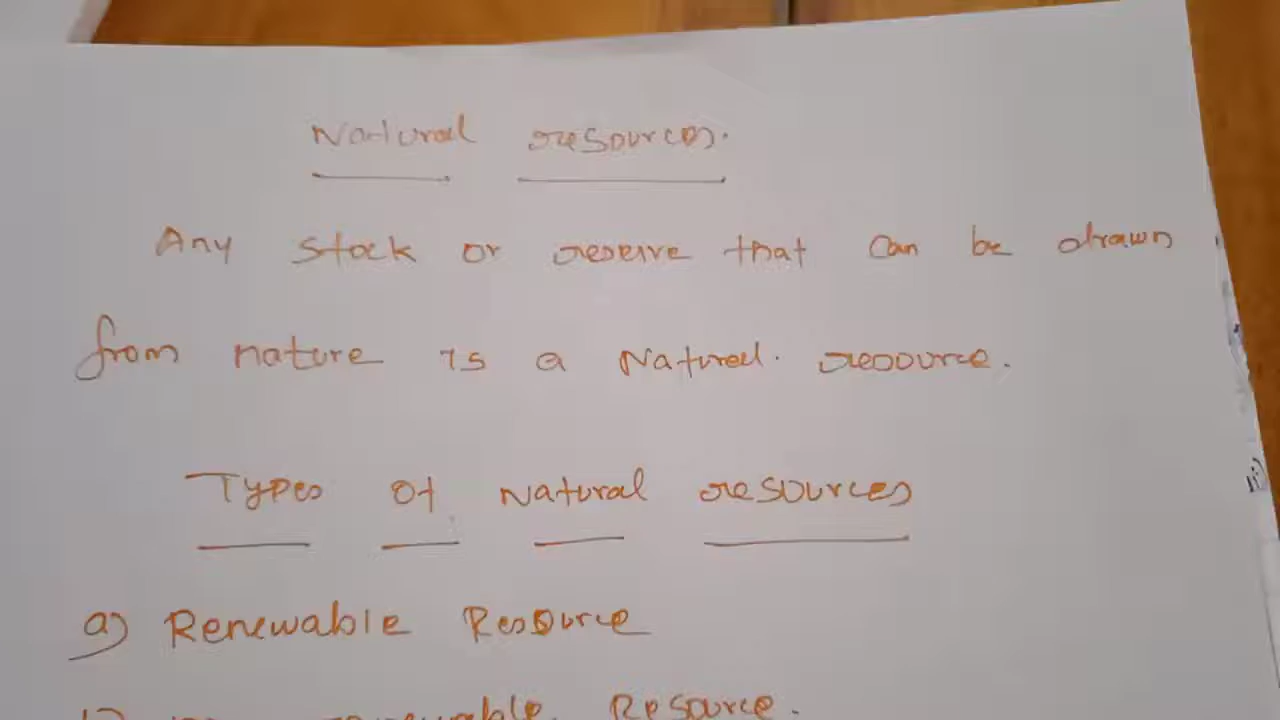 Natural resources.
Any stock or reserve that can be drawn
from nature is a Natural. resource.
Types Of Natural resources
a) Renewable Resource
Resource.